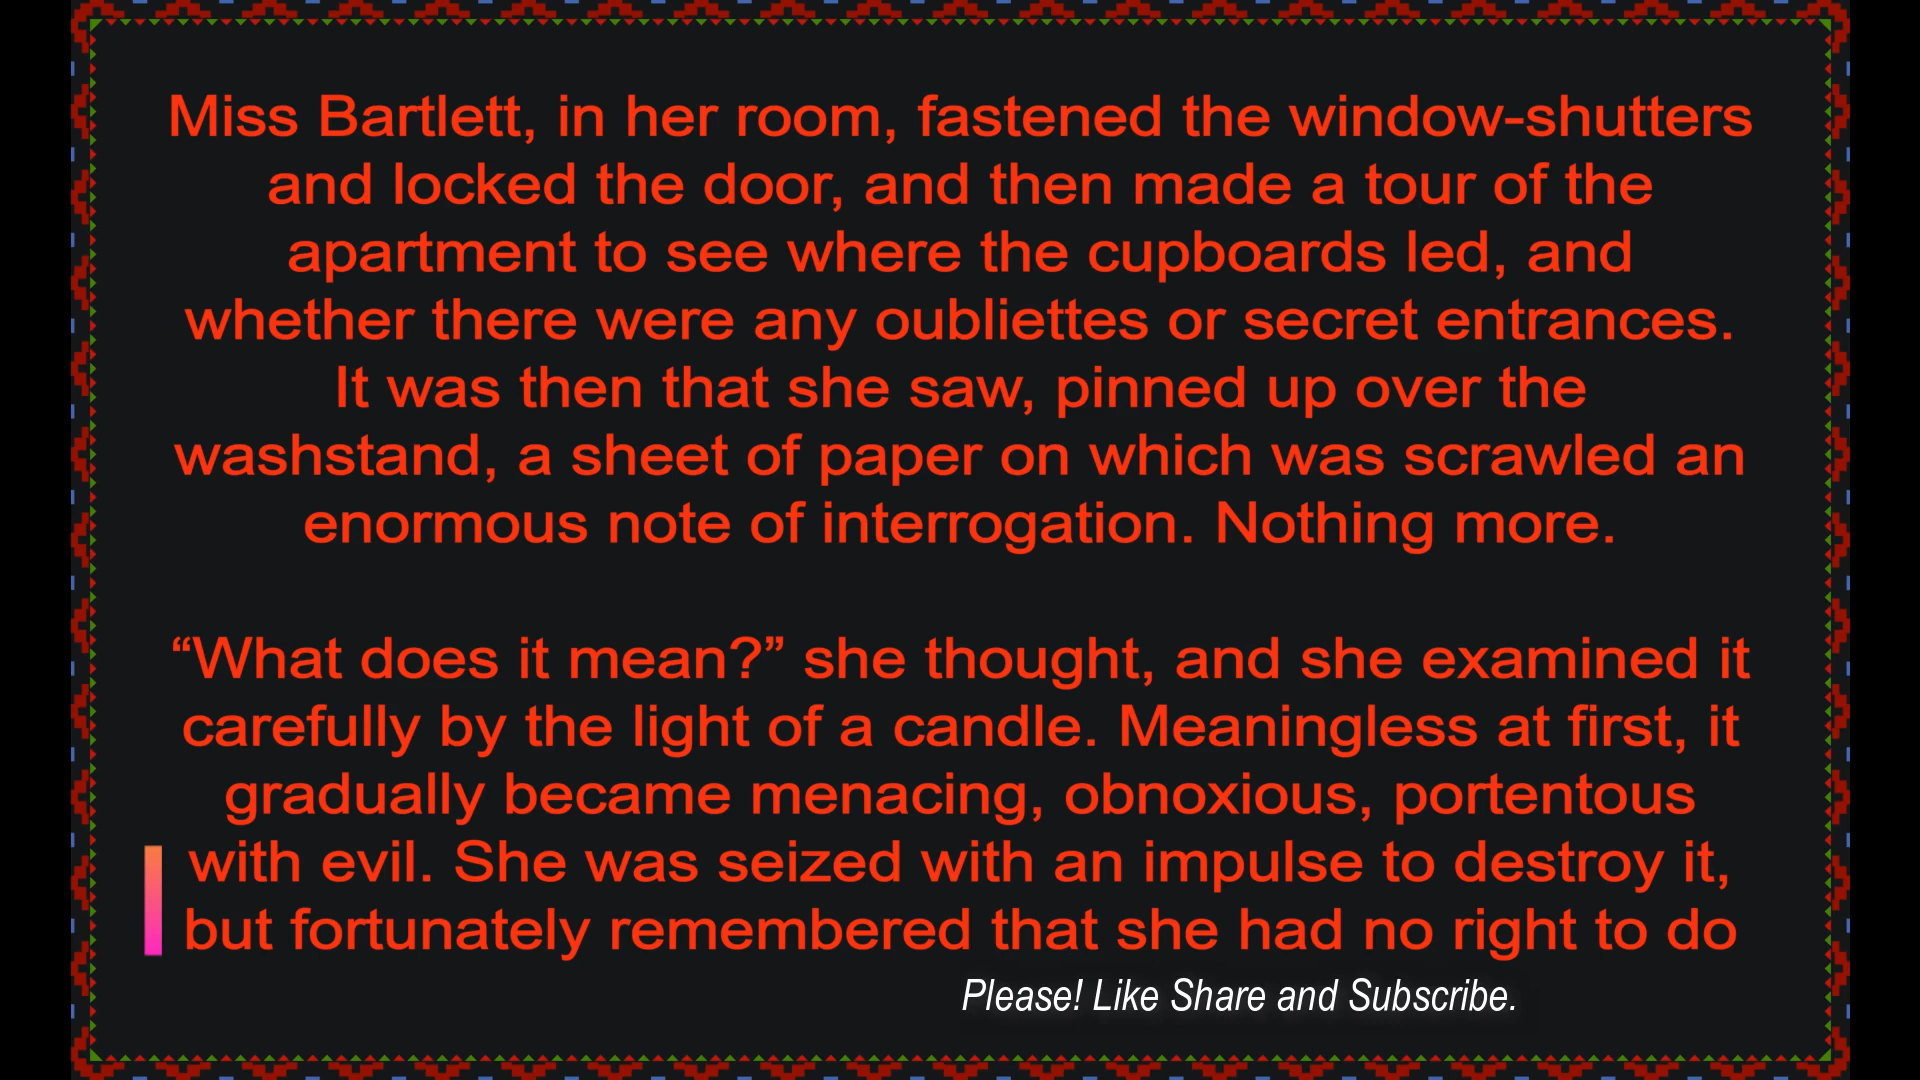 Miss Bartlett, in her room, fastened the window-shutters
and locked the door, and then made a tour of the
apartment to see where the cupboards led, and
whether there were any oubliettes or secret entrances.
It was then that she saw, pinned up over the
washstand, a sheet of paper on which was scrawled an
enormous note of interrogation. Nothing more.
“What does it mean?” she thought, and she examined it
carefully by the light of a candle. Meaningless at first, it
gradually became menacing, obnoxious, portentous
with evil. She was seized with an impulse to destroy it,
but fortunately remembered that she had no right to do
Please! Like Share and Subscribe.